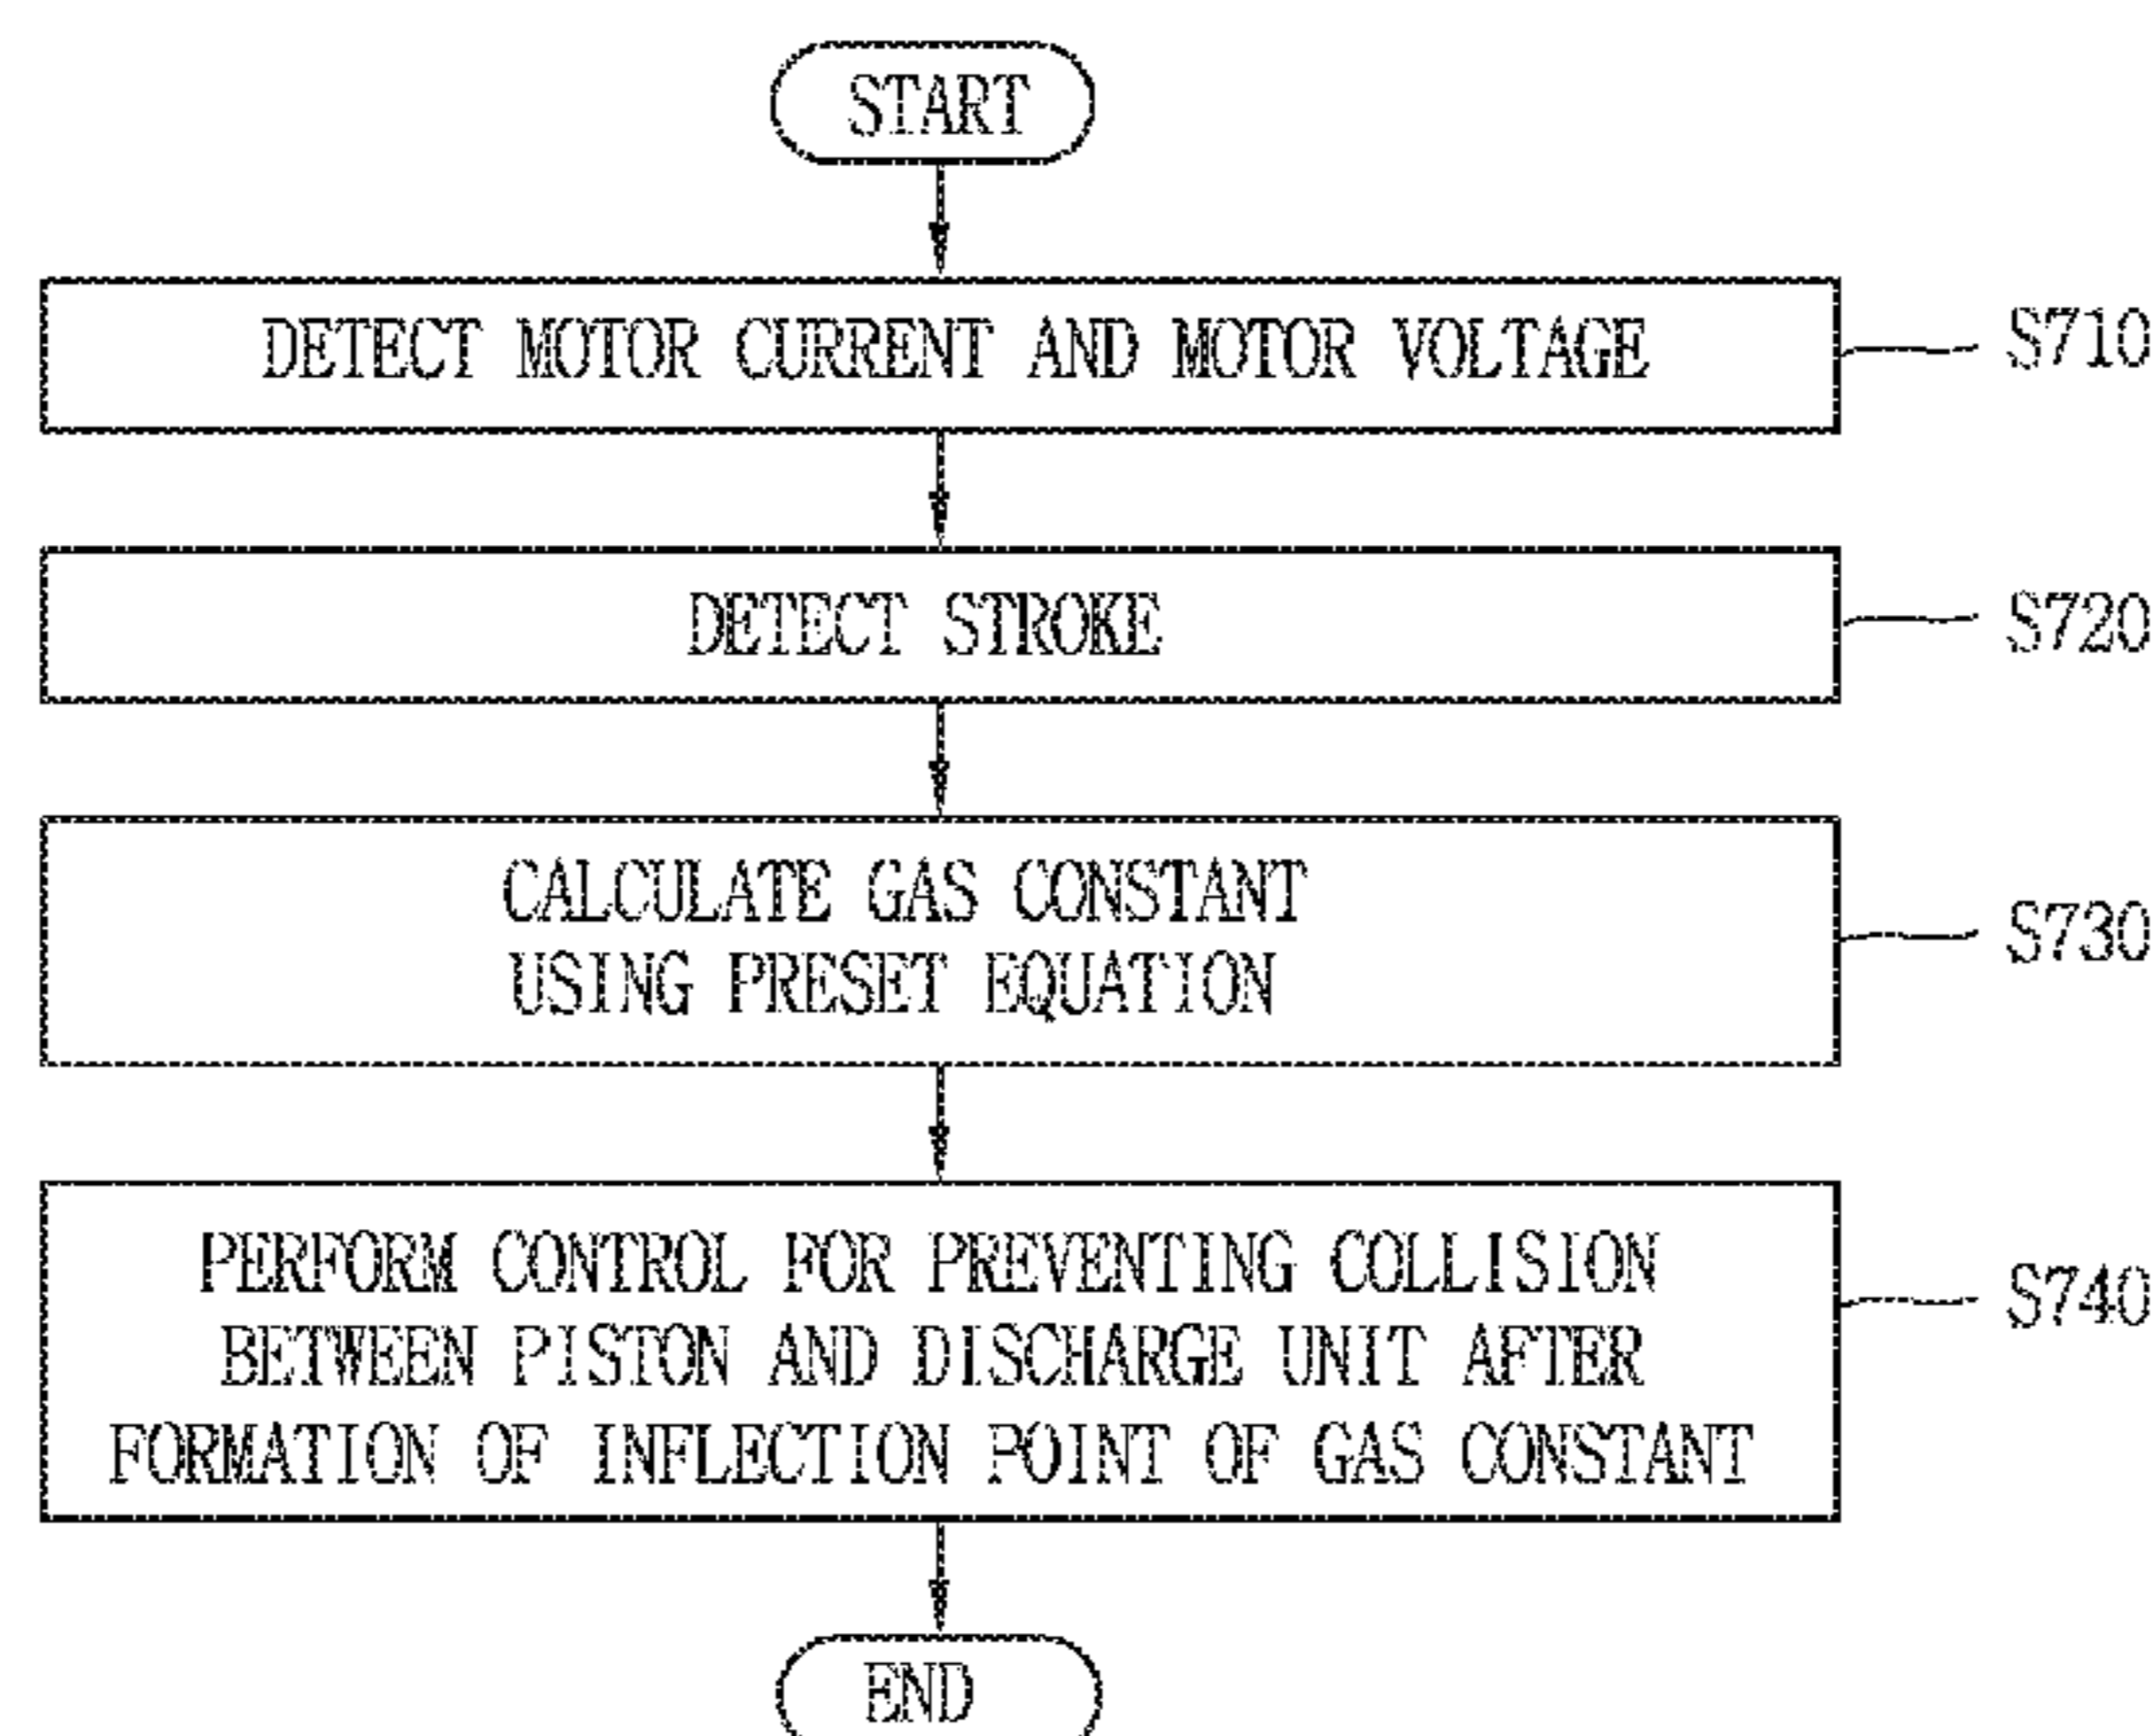 START
DETECT MOTOR CURRENT AND MOTOR VOLTAGE
S710
DETECT STROKE
S720
CALCULATE GAS CONSTANT
USING PRESET EQUATION
S730
PERFORM CONTROL FOR PREVENTING COLLISION
BETWEEN PISTON AND DISCHARGE UNIT AFTER
FORMATION OF INFLECTION POINT OF GAS CONSTANT
S740
END